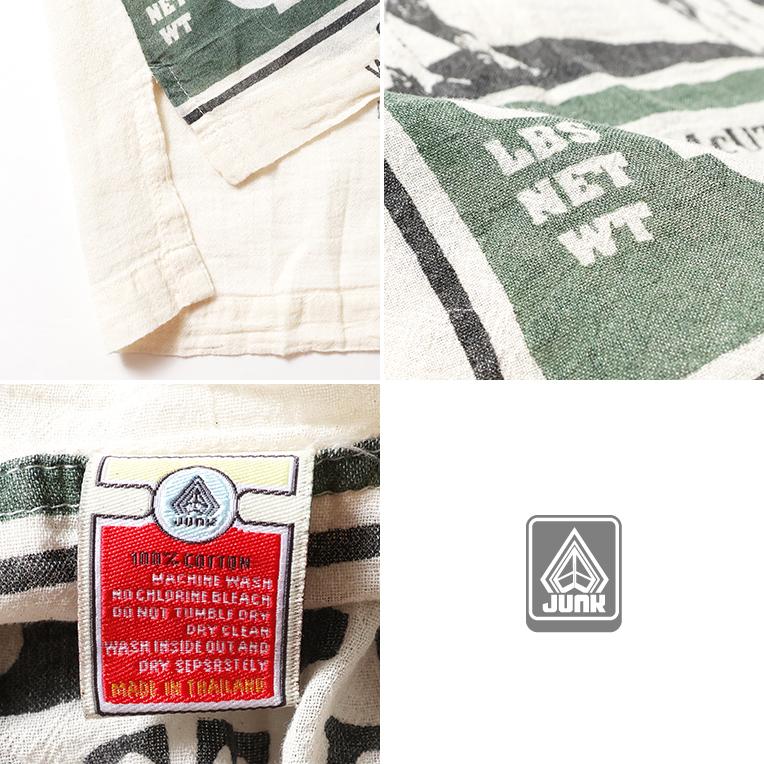 NET
WT
LBS
NET
WT
JUNK
100% COTTON
MACHINE WASH
NO CHLORINE BLEACH
DO NOT TUMBLE DRY
DRY CLEAN
WASH INSIDE OUT AND
DRY SEPSRSTELY
MADE IN THAILAND
JUNK